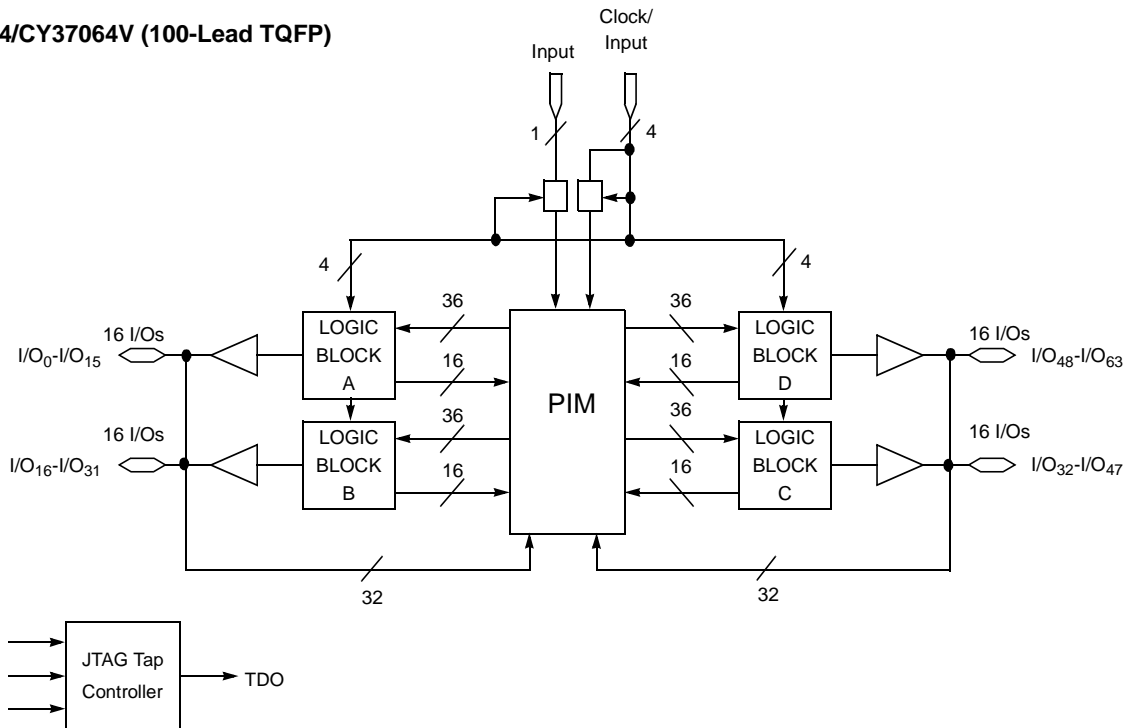 4/CY37064V (100-Lead TQFP)
Clock/
Input
Input
1
4
4
4
36
36
16 I/Os
LOGIC
BLOCK
A
LOGIC
BLOCK
D
16 I/Os
I/O0-I/O15
I/O48-I/O63
16
16
PIM
36
36
16 I/Os
LOGIC
BLOCK
B
LOGIC
BLOCK
C
16 I/Os
I/O16-I/O31
I/O32-I/O47
16
16
32
32
JTAG Tap
Controller
TDO